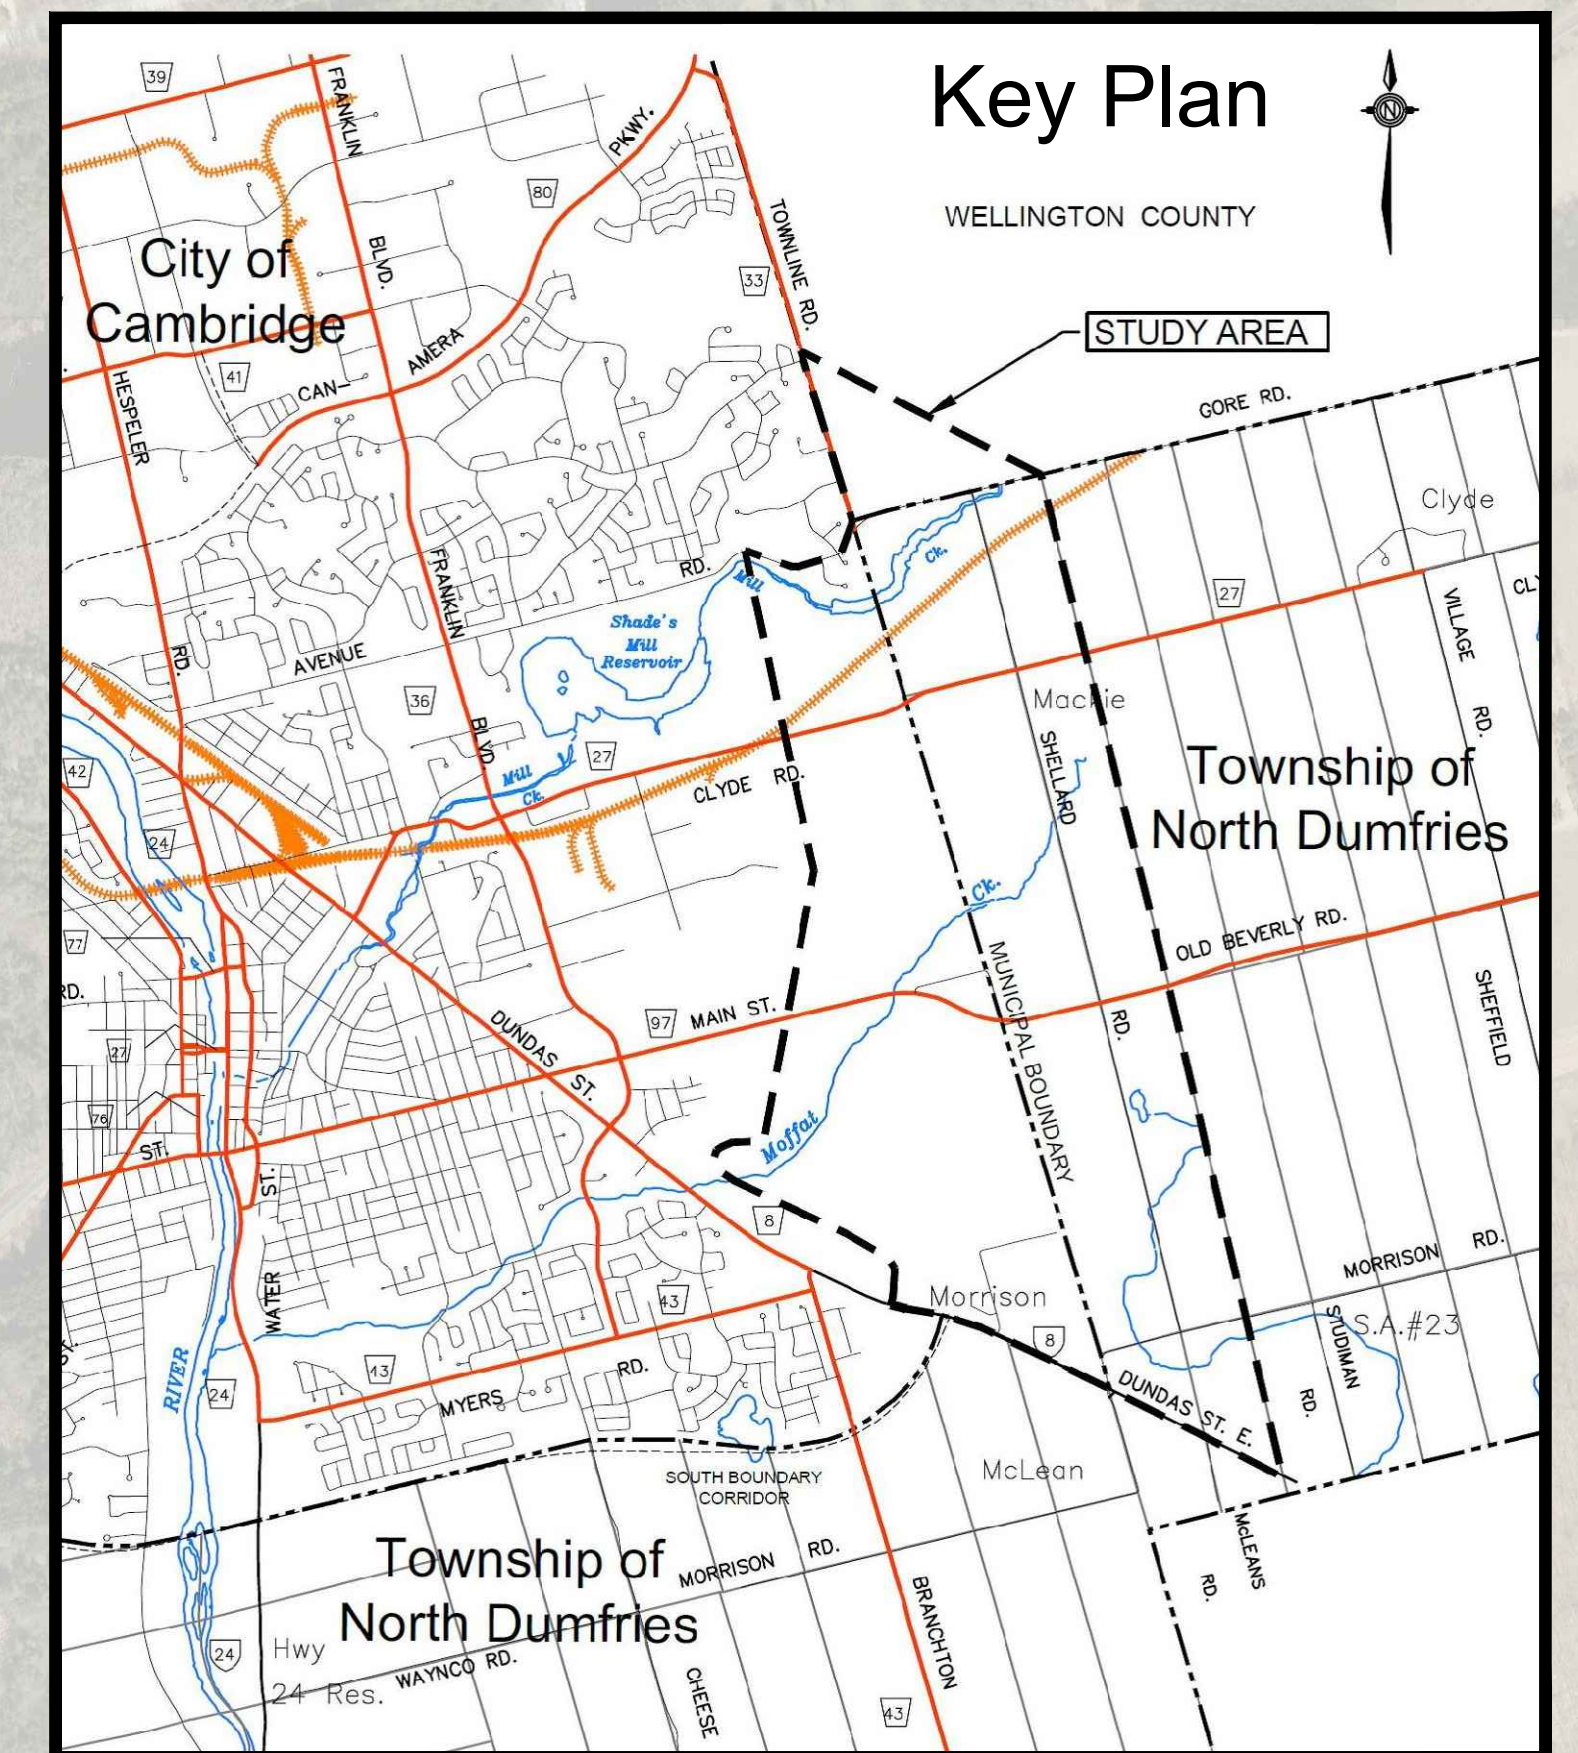 Key Plan
N
WELLINGTON COUNTY
STUDY AREA
39
FRANKLIN
BLVD.
PKWY.
80
TOWNLINE RD.
33
City of
Cambridge
41
CAN-
AMERA
HESPELER
RD.
GORE RD.
Clyde
27
VILLAGE
RD.
FRANKLIN
BLVD
RD.
Mill
Ck.
Shade's
Mill
Reservoir
AVENUE
36
Mackie
SHELLARD
RD.
Township of
North Dumfries
27
CLYDE RD.
Mill
Ck.
42
24
77
RD.
27
76
ST.
Ck.
OLD BEVERLY RD.
MUNICIPAL BOUNDARY
SHEFFIELD
97
MAIN ST.
DUNDAS ST.
Moffat
8
ST.
WATER
MORRISON RD.
Morrison
43
8
S.A.#23
STUDIMAN
RD.
DUNDAS ST. E.
RIVER
24
43
MYERS
RD.
ST.
SOUTH BOUNDARY
CORRIDOR
McLean
McLEANS
RD.
Township of
North Dumfries
MORRISON RD.
BRANCHTON
24
Hwy
24 Res.
WAYNCO RD.
CHEESE
43